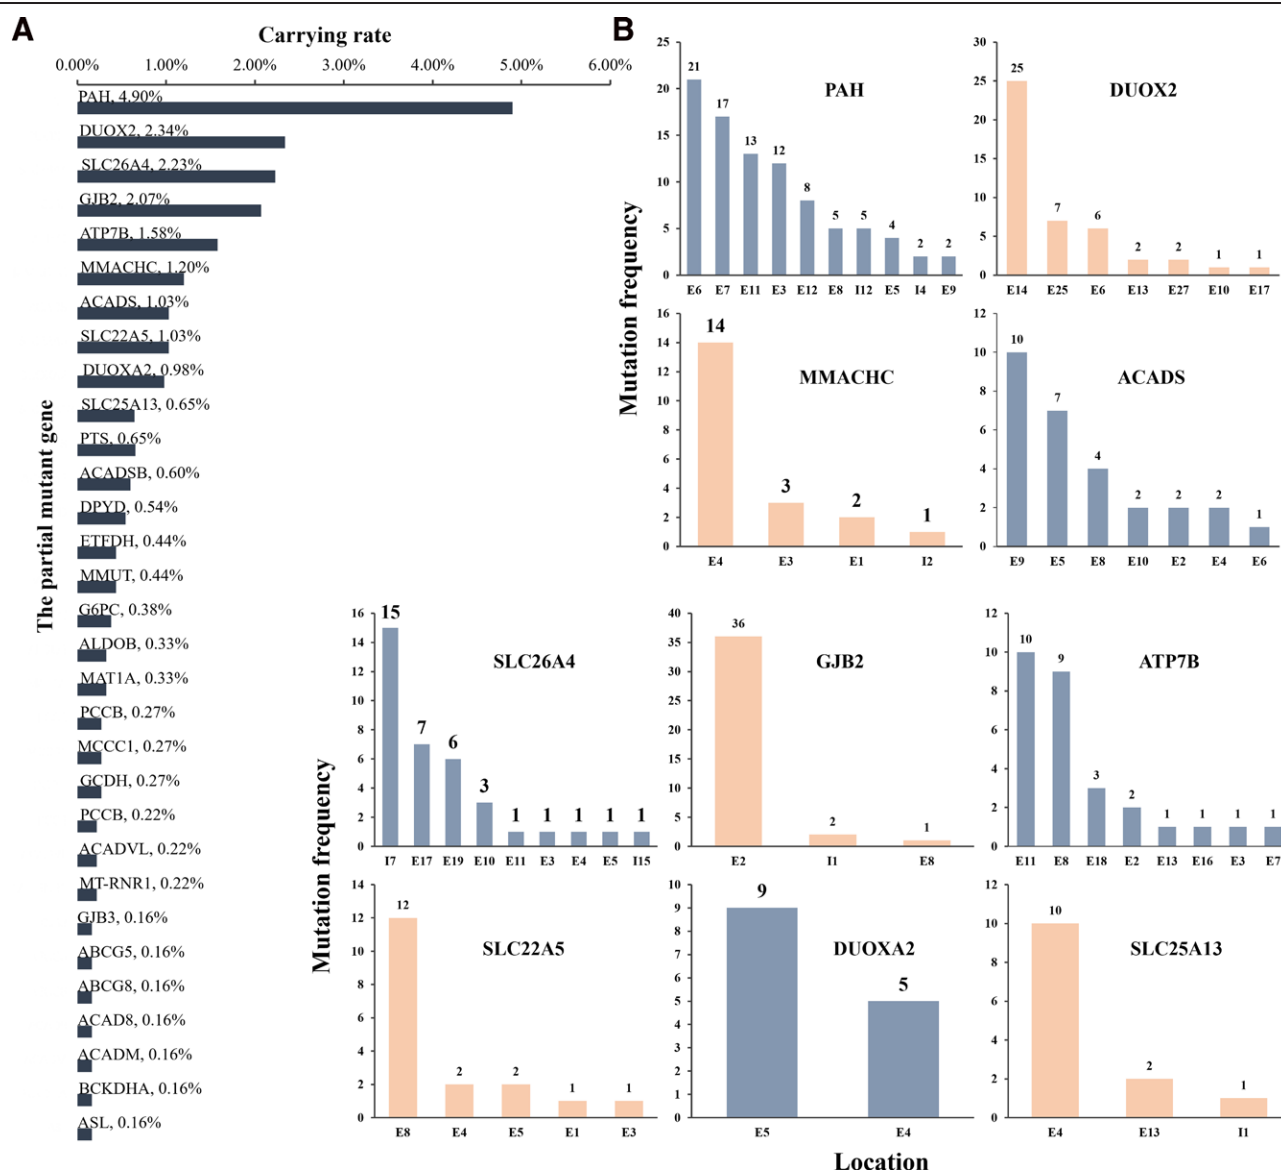 A
Carrying rate
0.00% 1.00% 2.00% 3.00% 4.00% 5.00% 6.00%
The partial mutant gene
PAH, 4.90%
DUOX2, 2.34%
SLC26A4, 2.23%
GJB2, 2.07%
ATP7B, 1.58%
MMACHC, 1.20%
ACADS, 1.03%
SLC22A5, 1.03%
DUOXA2, 0.98%
SLC25A13, 0.65%
PTS, 0.65%
ACADSB, 0.60%
DPYD, 0.54%
ETFDH, 0.44%
MMUT, 0.44%
G6PC, 0.38%
ALDOB, 0.33%
MAT1A, 0.33%
PCCB, 0.27%
MCCC1, 0.27%
GCDH, 0.27%
PCCB, 0.22%
ACADVL, 0.22%
MT-RNR1, 0.22%
GJB3, 0.16%
ABCG5, 0.16%
ABCG8, 0.16%
ACAD8, 0.16%
ACADM, 0.16%
BCKDHA, 0.16%
ASL, 0.16%
B
Mutation frequency
PAH
25
20
15
10
5
0
21 17 13 12 8 5 5 4 2 2
E6 E7 E11 E3 E12 E8 I12 E5 I4 E9
DUOX2
30
25
20
15
10
5
0
25 7 6 2 2 1 1
E14 E25 E6 E13 E27 E10 E17
MMACHC
16
14
12
10
8
6
4
2
0
14 3 2 1
E4 E3 E1 I2
ACADS
12
10
8
6
4
2
0
10 7 4 2 2 2 1
E9 E5 E8 E10 E2 E4 E6
Mutation frequency
SLC26A4
16
14
12
10
8
6
4
2
0
15 7 6 3 1 1 1 1 1
I7 E17 E19 E10 E11 E3 E4 E5 I15
GJB2
40
35
30
25
20
15
10
5
0
36 2 1
E2 I1 E8
ATP7B
12
10
8
6
4
2
0
10 9 3 2 1 1 1 1
E11 E8 E18 E2 E13 E16 E3 E7
SLC22A5
14
12
10
8
6
4
2
0
12 2 2 1 1
E8 E4 E5 E1 E3
DUOXA2
10
9
8
7
6
5
4
3
2
1
0
9 5
E5 E4
SLC25A13
12
10
8
6
4
2
0
10 2 1
E4 E13 I1
Location